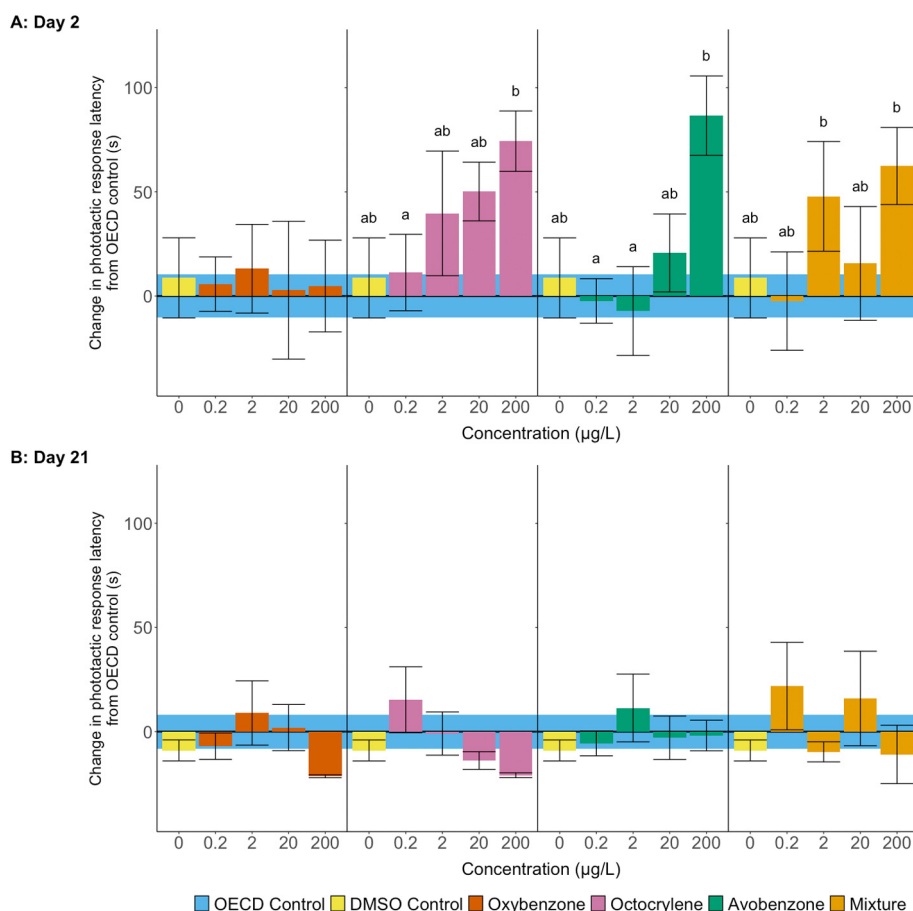 A: Day 2
Change in phototactic response latency
from OECD control (s)
100
50
0
ab a ab ab b
ab a a ab b
ab ab b ab b
0 0.2 2 20 200 0 0.2 2 20 200 0 0.2 2 20 200 0 0.2 2 20 200
Concentration (µg/L)
B: Day 21
Change in phototactic response latency
from OECD control (s)
100
50
0
0 0.2 2 20 200 0 0.2 2 20 200 0 0.2 2 20 200 0 0.2 2 20 200
Concentration (µg/L)
OECD Control DMSO Control Oxybenzone Octocrylene Avobenzone Mixture